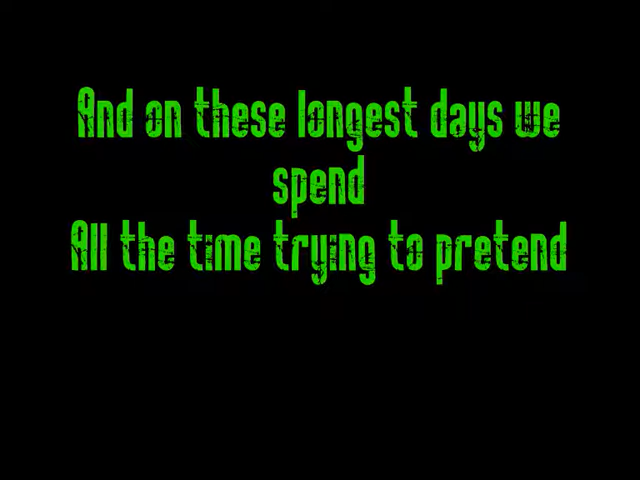 And on these longest days we
spend
All the time trying to pretend